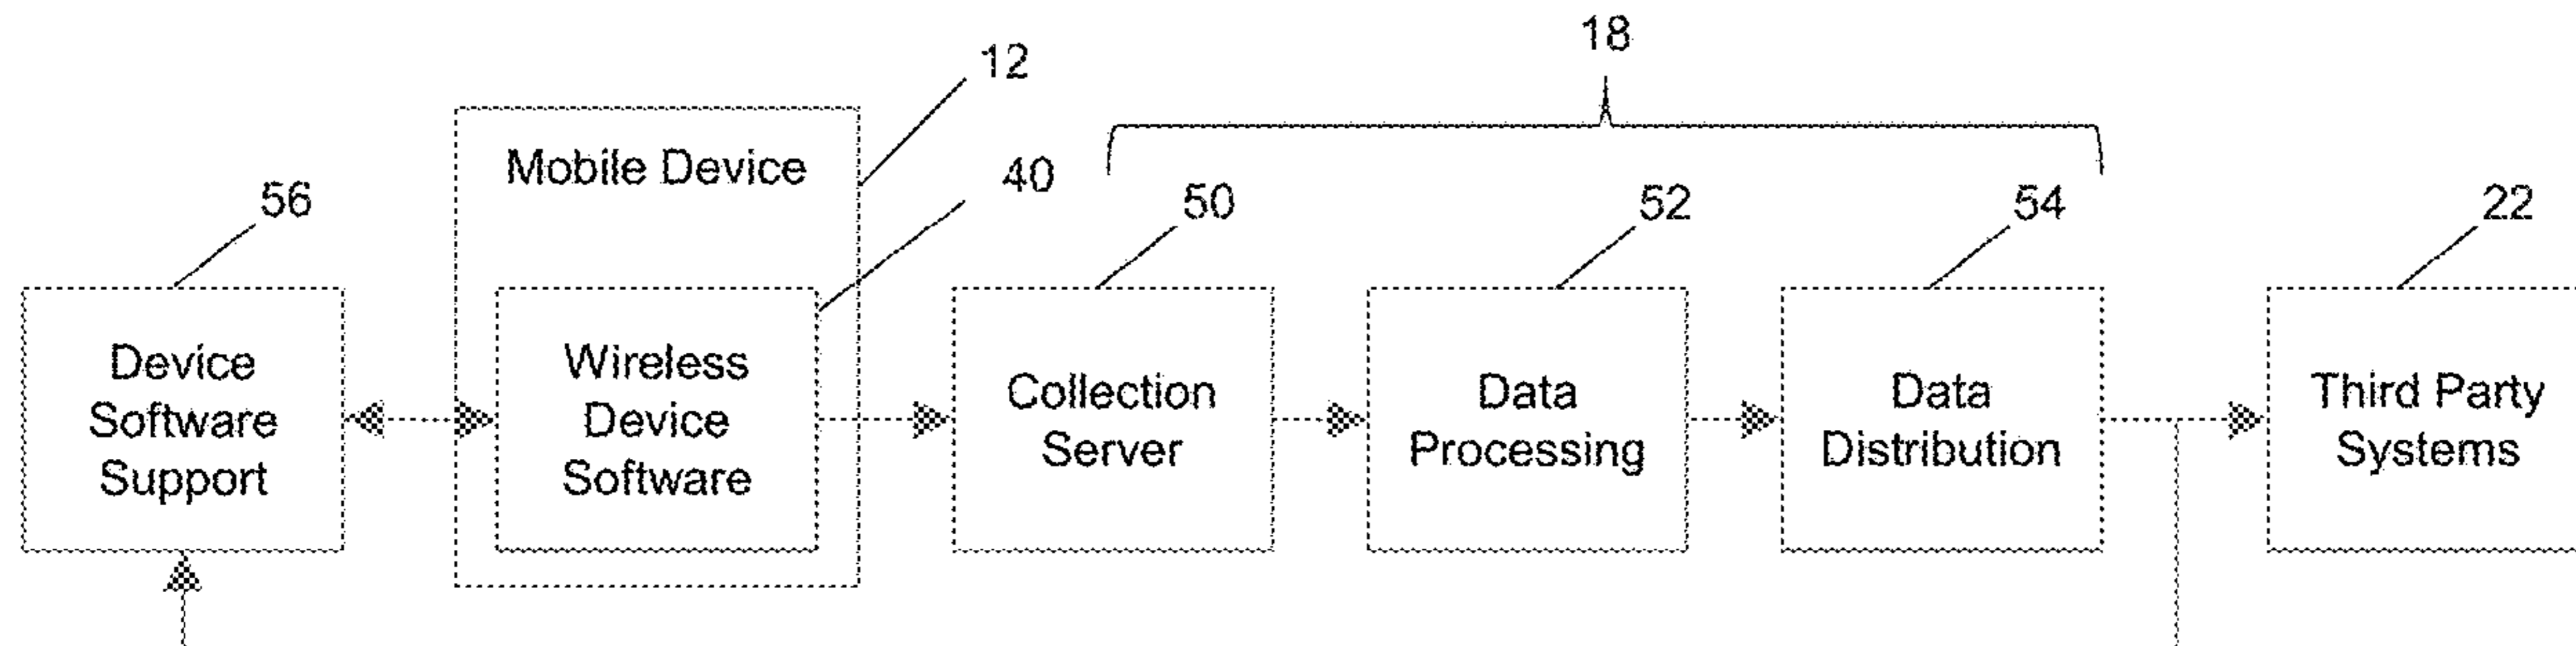 18
12
Mobile Device
40
56
50
52
54
22
Device
Software
Support
Wireless
Device
Software
Collection
Server
Data
Processing
Data
Distribution
Third Party
Systems